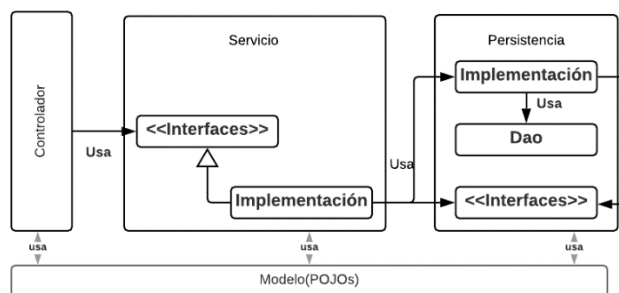 Controlador
Usa
Servicio
<<Interfaces>>
Implementación
Usa
Persistencia
Implementación
Usa
Dao
<<Interfaces>>
usa
usa
usa
Modelo(POJOs)